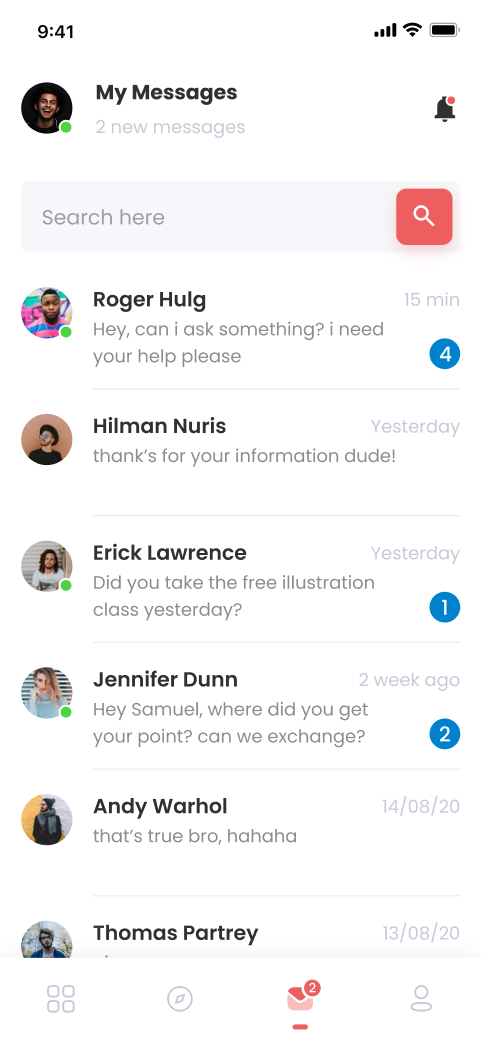 9:41
My Messages
2 new messages
Search here
Roger Hulg
15 min
Hey, can i ask something? i need
your help please
4
Hilman Nuris
Yesterday
thank's for your information dude!
Erick Lawrence
Yesterday
Did you take the free illustration
class yesterday?
1
Jennifer Dunn
2 week ago
Hey Samuel, where did you get
your point? can we exchange?
2
Andy Warhol
14/08/20
that's true bro, hahaha
Thomas Partrey
13/08/20
2